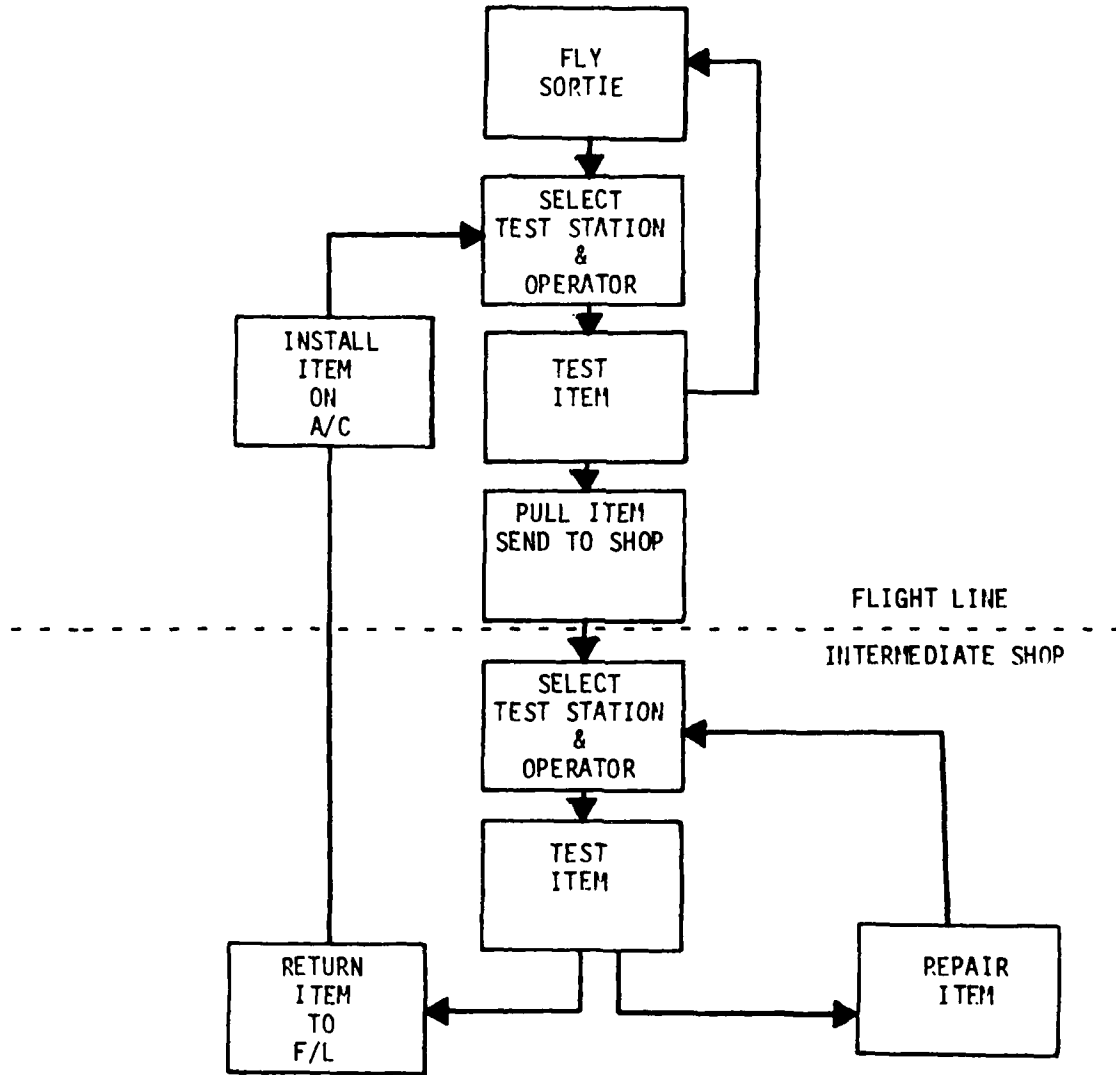 FLY
SORTIE
SELECT
TEST STATION
&
OPERATOR
INSTALL
ITEM
ON
A/C
TEST
ITEM
PULL ITEM
SEND TO SHOP
FLIGHT LINE
INTERMEDIATE SHOP
SELECT
TEST STATION
&
OPERATOR
TEST
ITEM
RETURN
ITEM
TO
F/L
REPAIR
ITEM